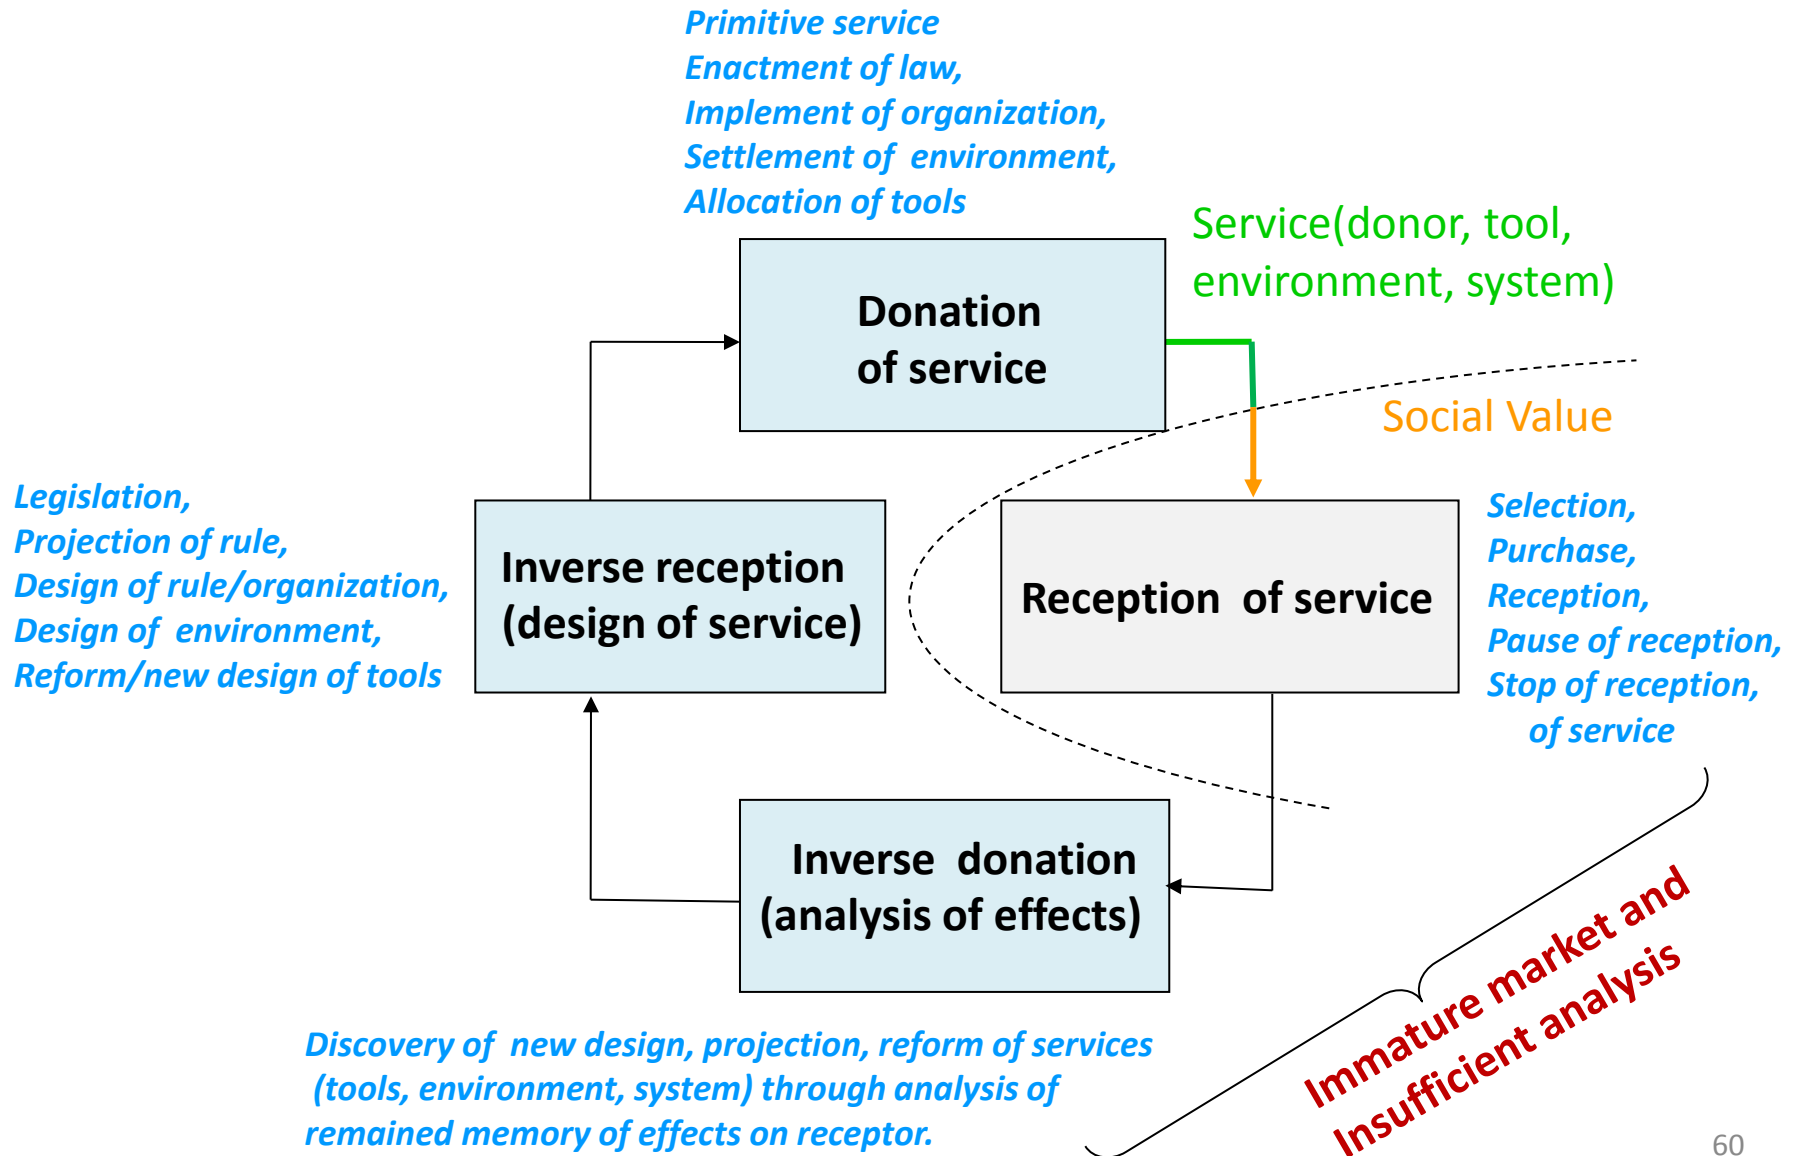 Primitive service
Enactment of law,
Implement of organization,
Settlement of environment,
Allocation of tools
Service(donor, tool,
environment, system)
Donation
of service
Social Value
Legislation,
Projection of rule,
Design of rule/organization,
Design of environment,
Reform/new design of tools
Inverse reception
(design of service)
Reception of service
Selection,
Purchase,
Reception,
Pause of reception,
Stop of reception,
of service
Inverse donation
(analysis of effects)
Immature market and
Insufficient analysis
Discovery of new design, projection, reform of services
(tools, environment, system) through analysis of
remained memory of effects on receptor.
60